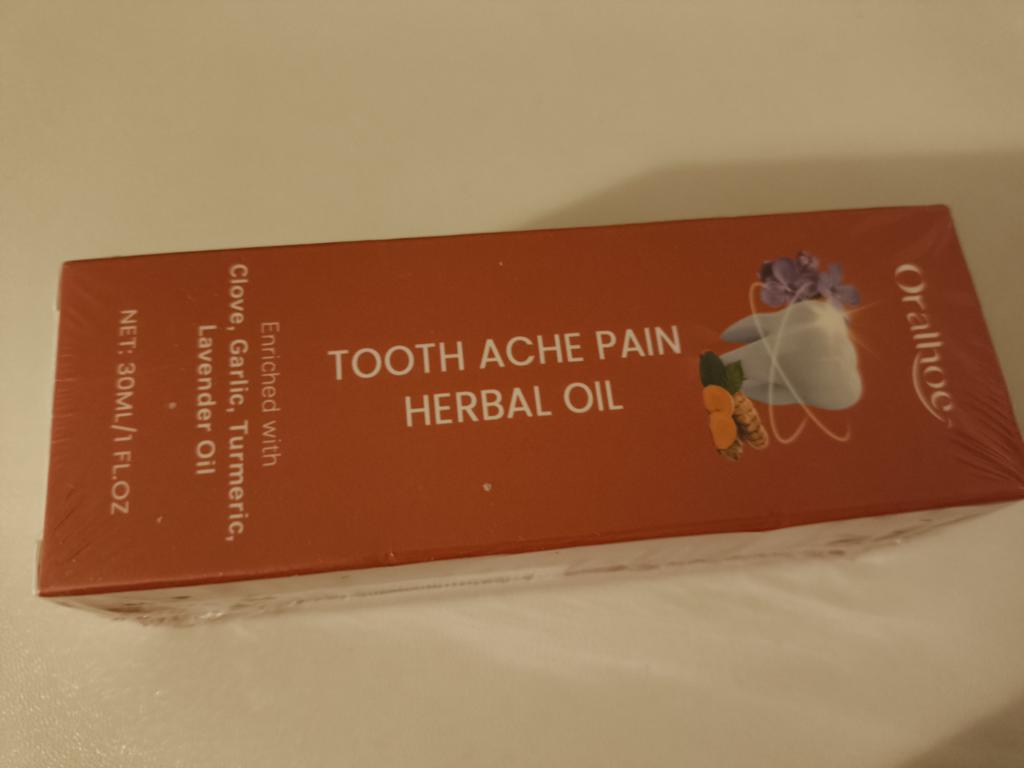 Oralhoe
TOOTH ACHE PAIN
HERBAL OIL
Enriched with
Clove, Garlic, Turmeric,
Lavender Oil
NET: 30ML/1 FL.OZ